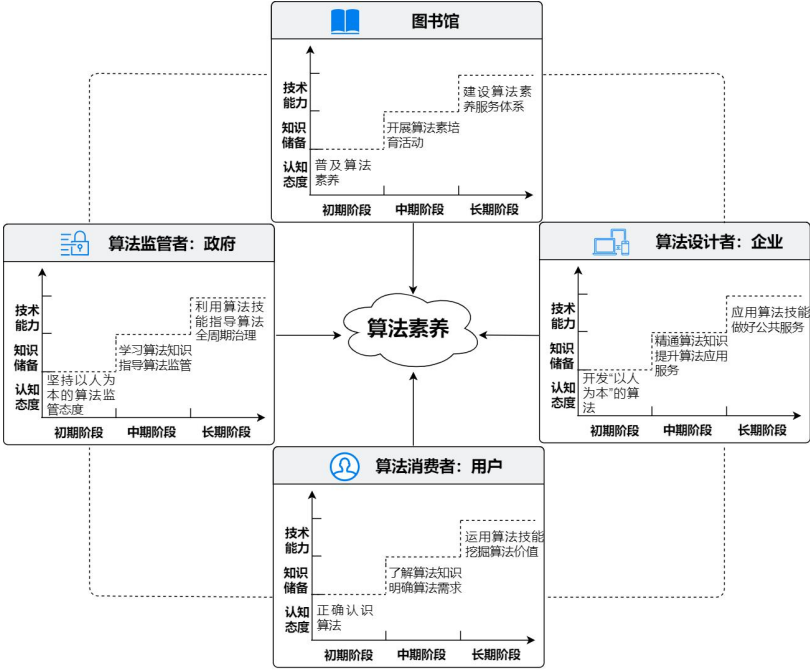 图书馆
技术
能力
知识
储备
认知
态度
建设算法素
养服务体系
开展算法素培
育活动
普及算法
素养
初期阶段
中期阶段
长期阶段
算法监管者：政府
技术
能力
知识
储备
认知
态度
利用算法技
能指导算法
全周期治理
学习算法知识
指导算法监管
坚持以人为
本的算法监
管态度
初期阶段
中期阶段
长期阶段
算法素养
算法设计者：企业
技术
能力
知识
储备
认知
态度
应用算法技能
做好公共服务
精通算法知识
提升算法应用
服务
开发“以人
为本”的算
法
初期阶段
中期阶段
长期阶段
算法消费者：用户
技术
能力
知识
储备
认知
态度
运用算法技能
挖掘算法价值
了解算法知识
明确算法需求
正确认识
算法
初期阶段
中期阶段
长期阶段